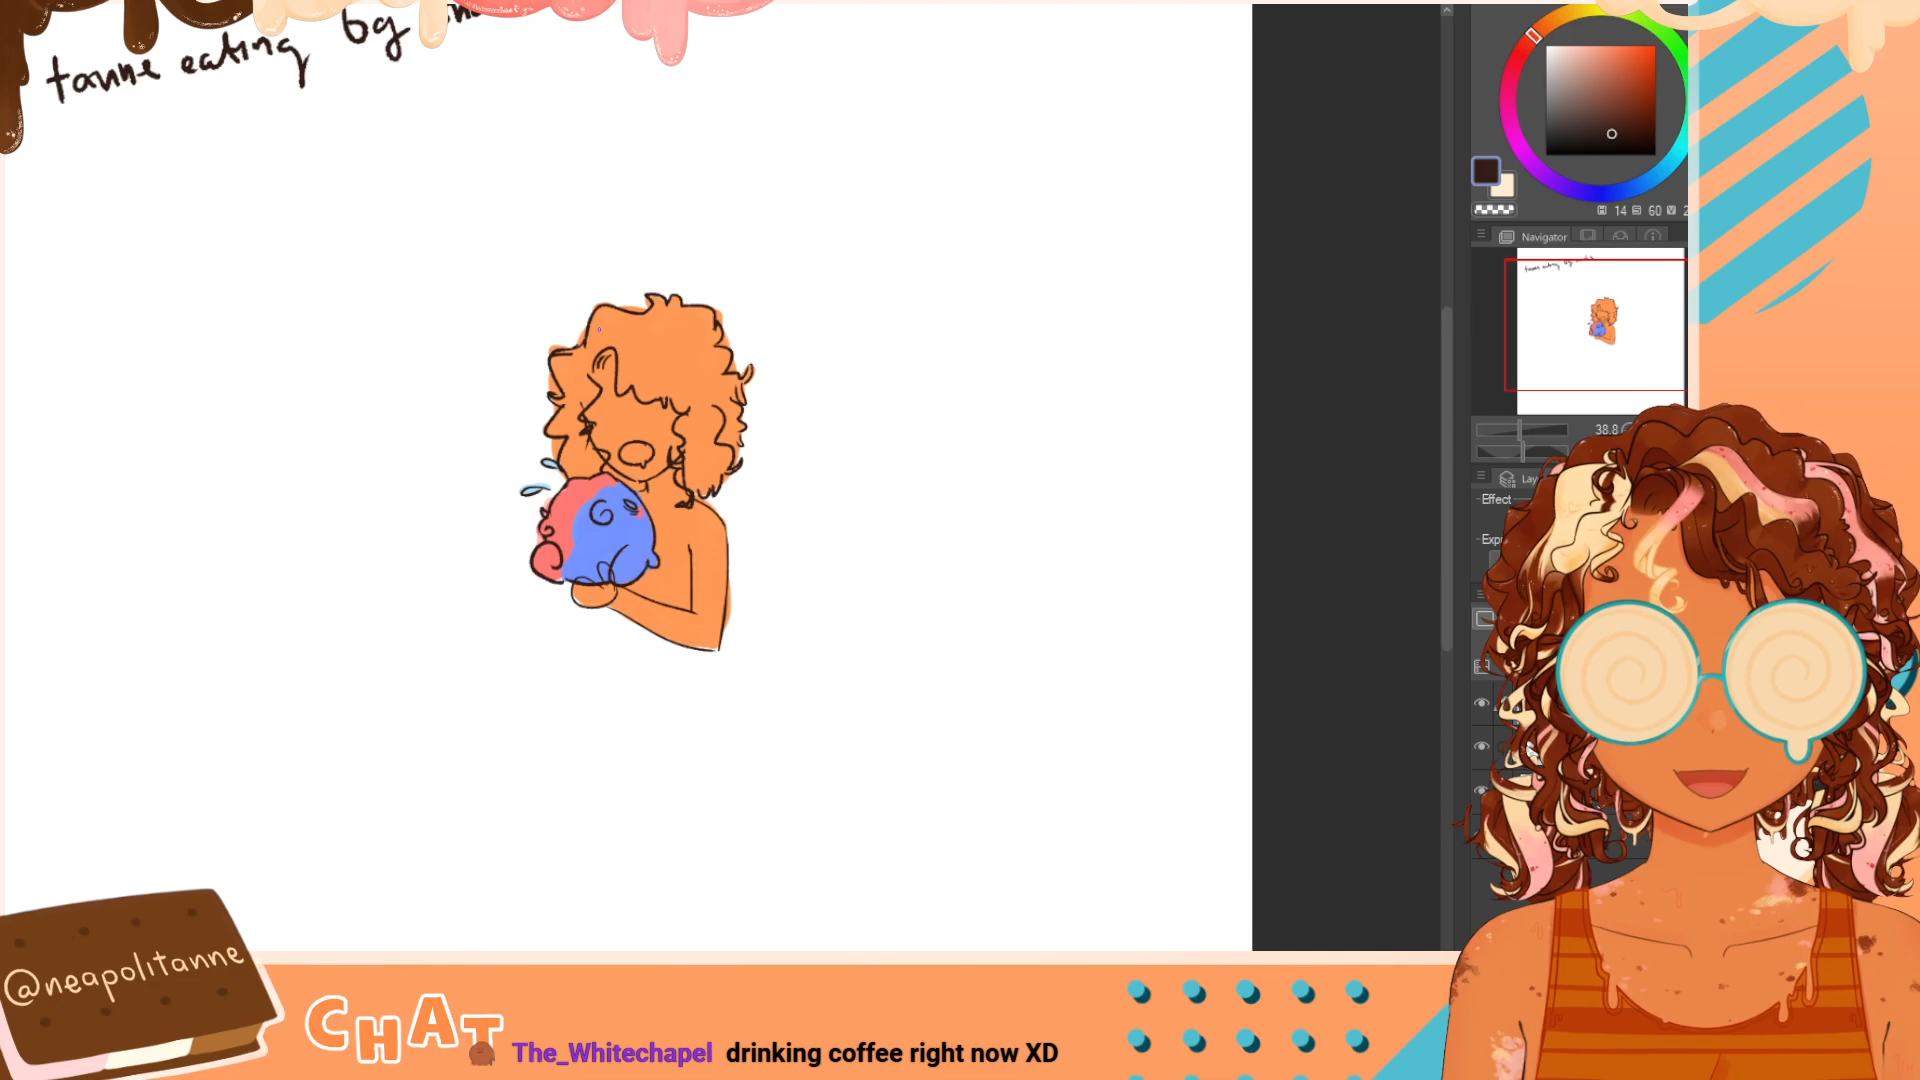 tanne eating by
14 60
Navigator
38.8
Effect
@neapolitanne
CHAT
The_Whitechapel drinking coffee right now XD